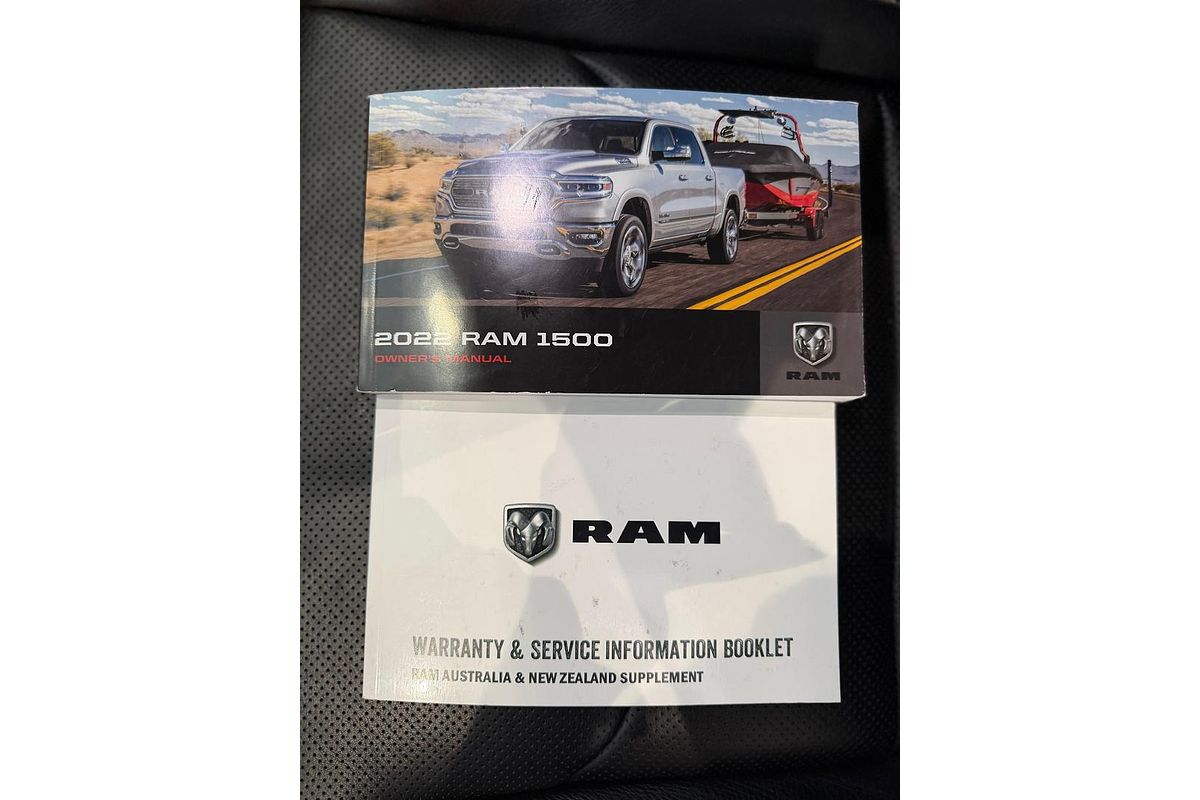 2022 RAM 1500
OWNER'S MANUAL
RAM
RAM
WARRANTY & SERVICE INFORMATION BOOKLET
RAM AUSTRALIA & NEW ZEALAND SUPPLEMENT